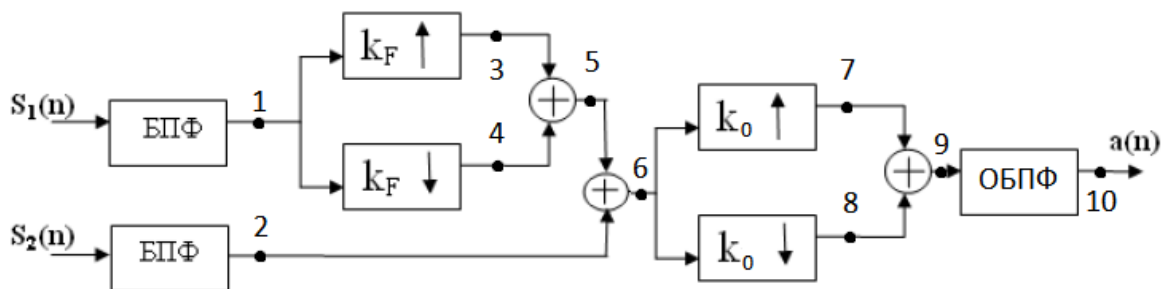 S₁(n)
БПФ
1
k_F ↑
3
k_F ↓
4
5
S₂(n)
БПФ
2
6
k₀ ↑
7
k₀ ↓
8
9
ОБПФ
10
a(n)